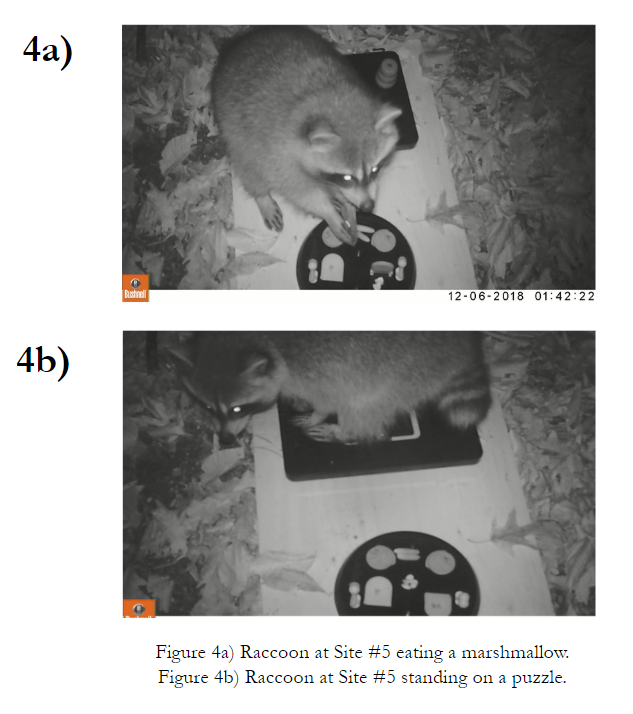 4a)
Bushnell
12-06-2018 01:42:22
4b)
Figure 4a) Raccoon at Site #5 eating a marshmallow.
Figure 4b) Raccoon at Site #5 standing on a puzzle.